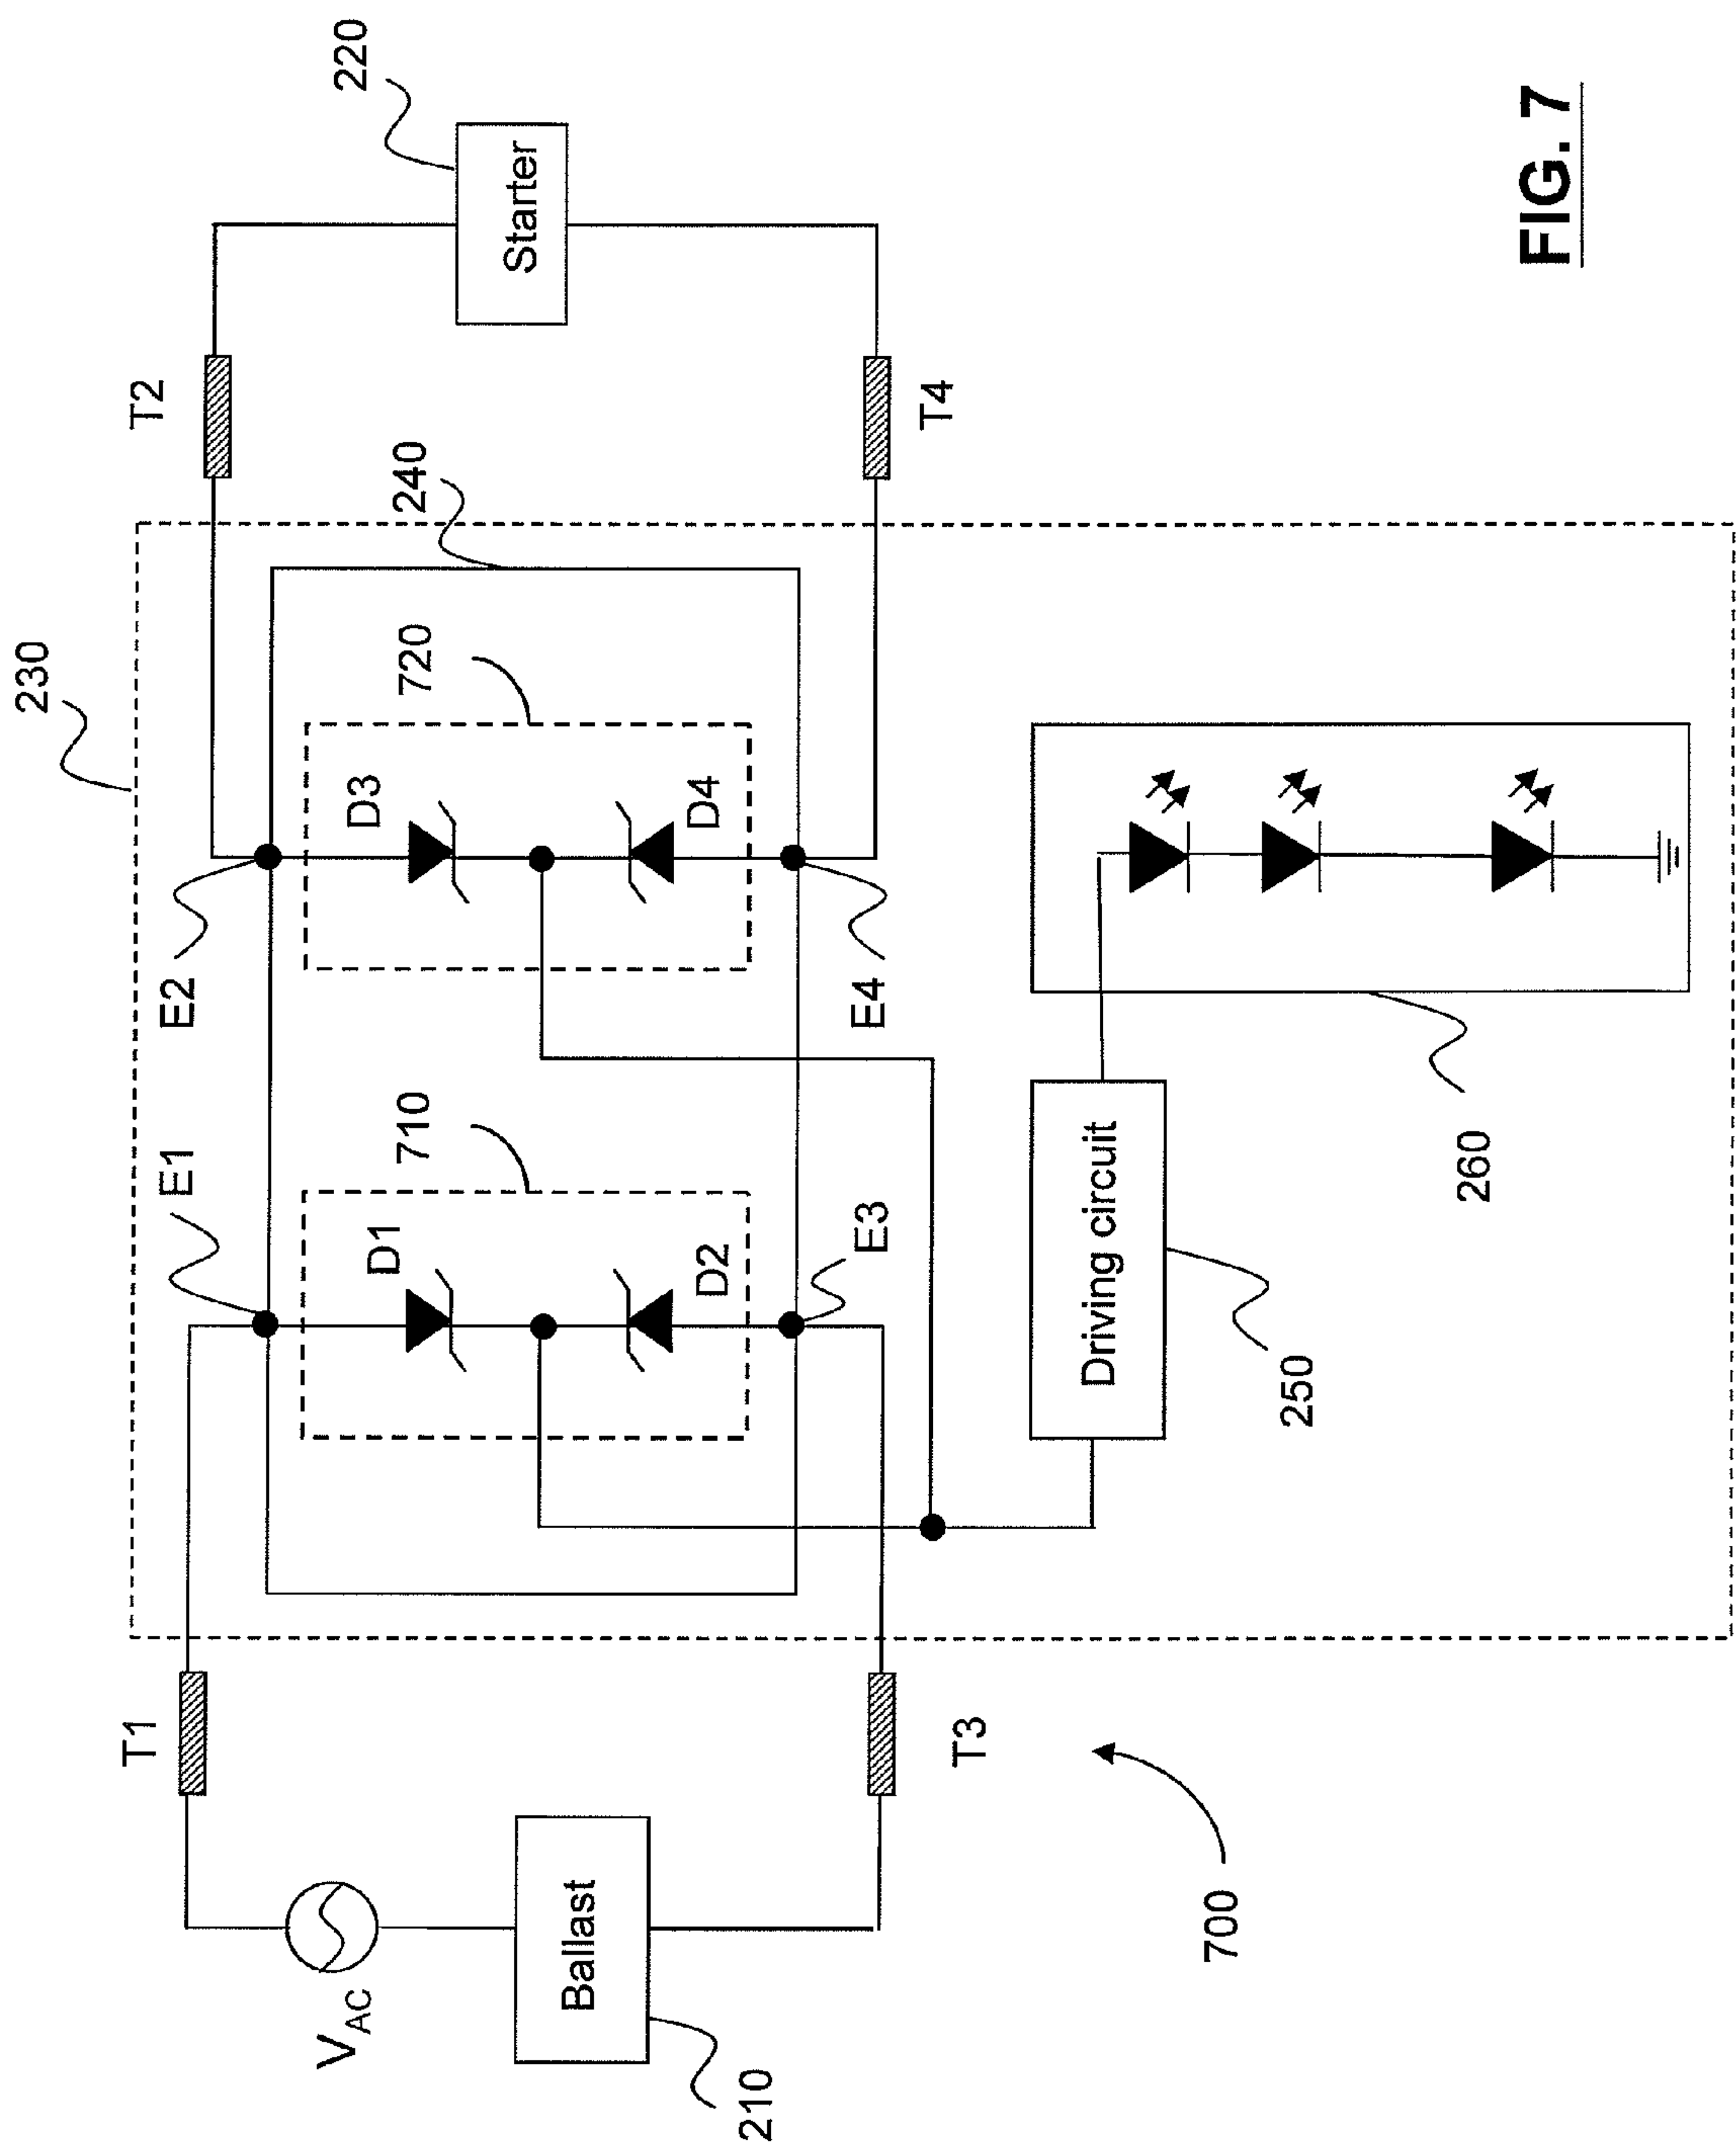 230
220
T2
240
720
E2
D3
D4
T4
Starter
E1
710
E4
D1
D2
E3
T1
V AC
Ballast
210
T3
Driving circuit
250
260
700
FIG. 7